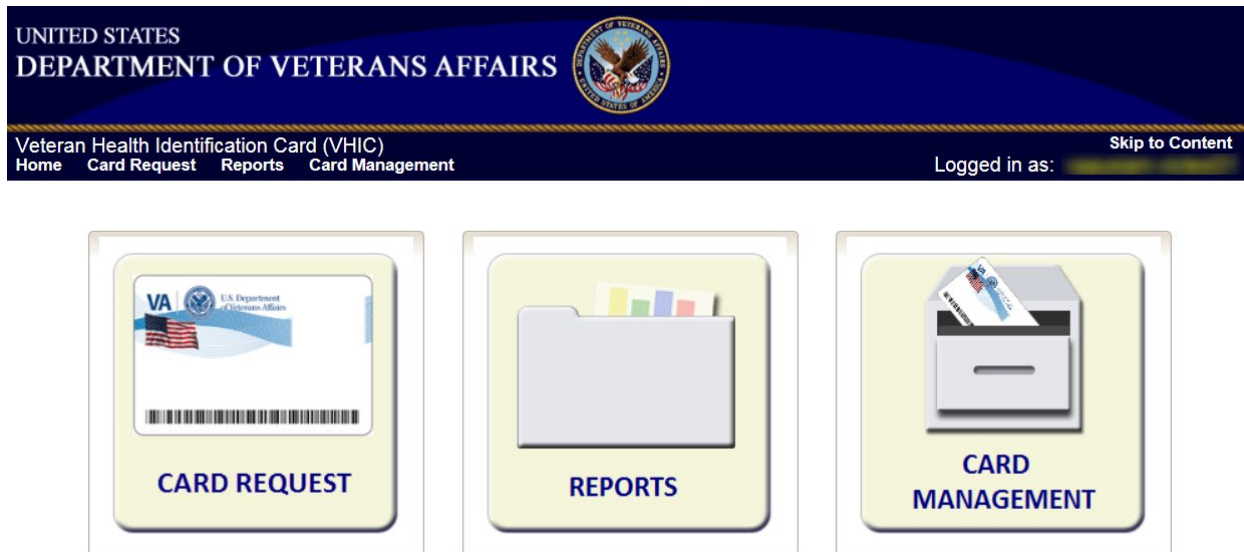 UNITED STATES
DEPARTMENT OF VETERANS AFFAIRS
Veteran Health Identification Card (VHIC)
Skip to Content
Home Card Request Reports Card Management
Logged in as:
VA
U.S. Department
of Veterans Affairs
CARD REQUEST
REPORTS
VA
CARD
MANAGEMENT